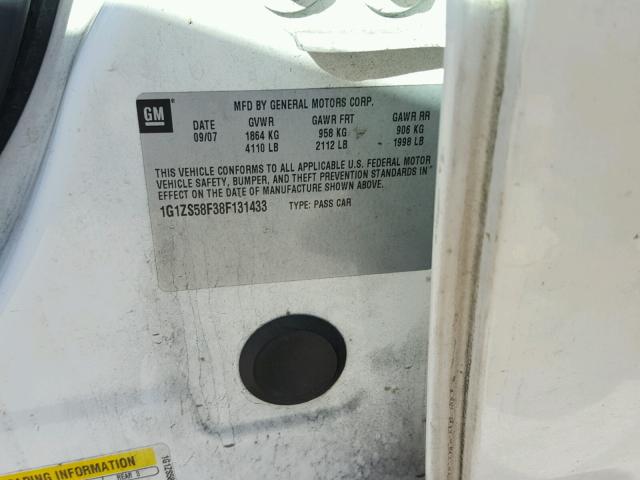 GM
MFD BY GENERAL MOTORS CORP.
DATE GVWR GAWR FRT GAWR RR
09/07 1864 KG 958 KG 906 KG
4110 LB 2112 LB 1998 LB
THIS VEHICLE CONFORMS TO ALL APPLICABLE U.S. FEDERAL MOTOR
VEHICLE SAFETY, BUMPER, AND THEFT PREVENTION STANDARDS IN
EFFECT ON THE DATE OF MANUFACTURE SHOWN ABOVE.
1G1ZS58F38F131433 TYPE: PASS CAR
INFORMATION
REAR